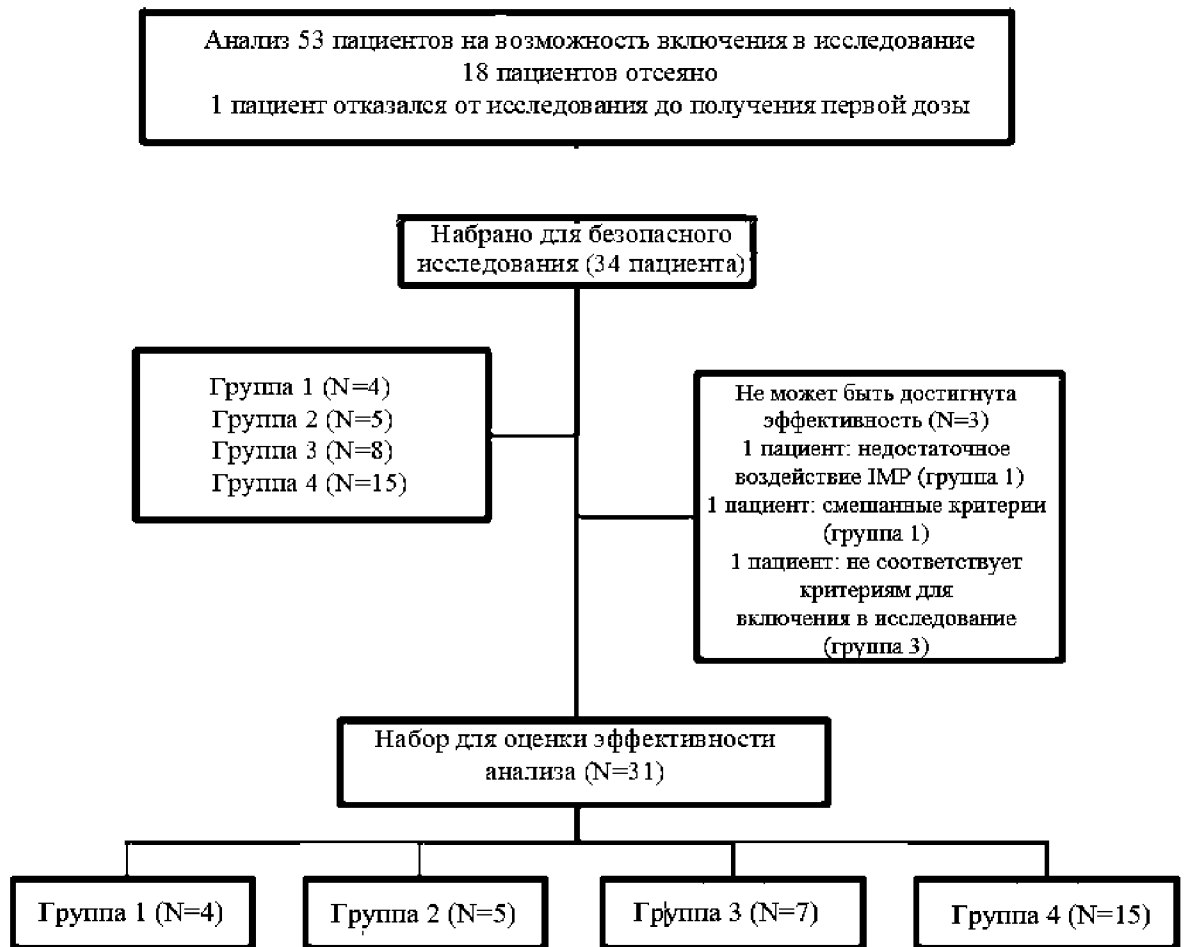 Анализ 53 пациентов на возможность включения в исследование
18 пациентов отсеяно
1 пациент отказался от исследования до получения первой дозы
Набрано для безопасного
исследования (34 пациента)
Группа 1 (N=4)
Группа 2 (N=5)
Группа 3 (N=8)
Группа 4 (N=15)
Не может быть достигнута
эффективность (N=3)
1 пациент: недостаточное
воздействие IMP (группа 1)
1 пациент: смешанные критерии
(группа 1)
1 пациент: не соответствует
критериям для
включения в исследование
(группа 3)
Набор для оценки эффективности
анализа (N=31)
Группа 1 (N=4)
Группа 2 (N=5)
Группа 3 (N=7)
Группа 4 (N=15)